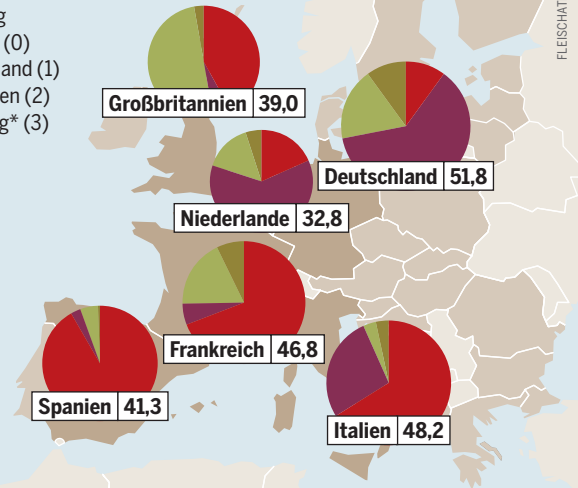 g
(0)
and (1)
en (2)
g* (3)
FLEISCHAT
Großbritannien 39,0
Deutschland 51,8
Niederlande 32,8
Frankreich 46,8
Spanien 41,3
Italien 48,2